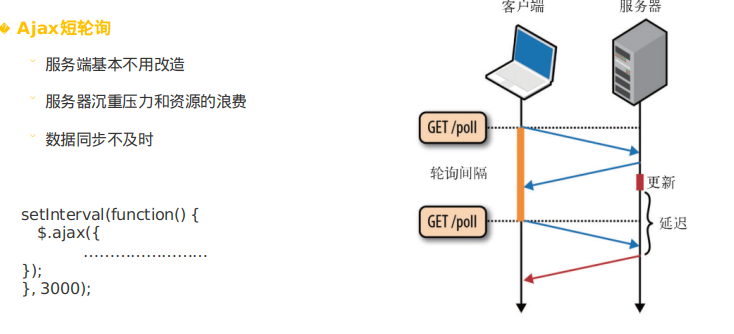 Ajax短轮询
服务端基本不用改造
服务器沉重压力和资源的浪费
数据同步不及时
setInterval(function() {
$.ajax({
……………………
});
}, 3000);
客户端
服务器
GET /poll
轮询间隔
更新
GET /poll
延迟